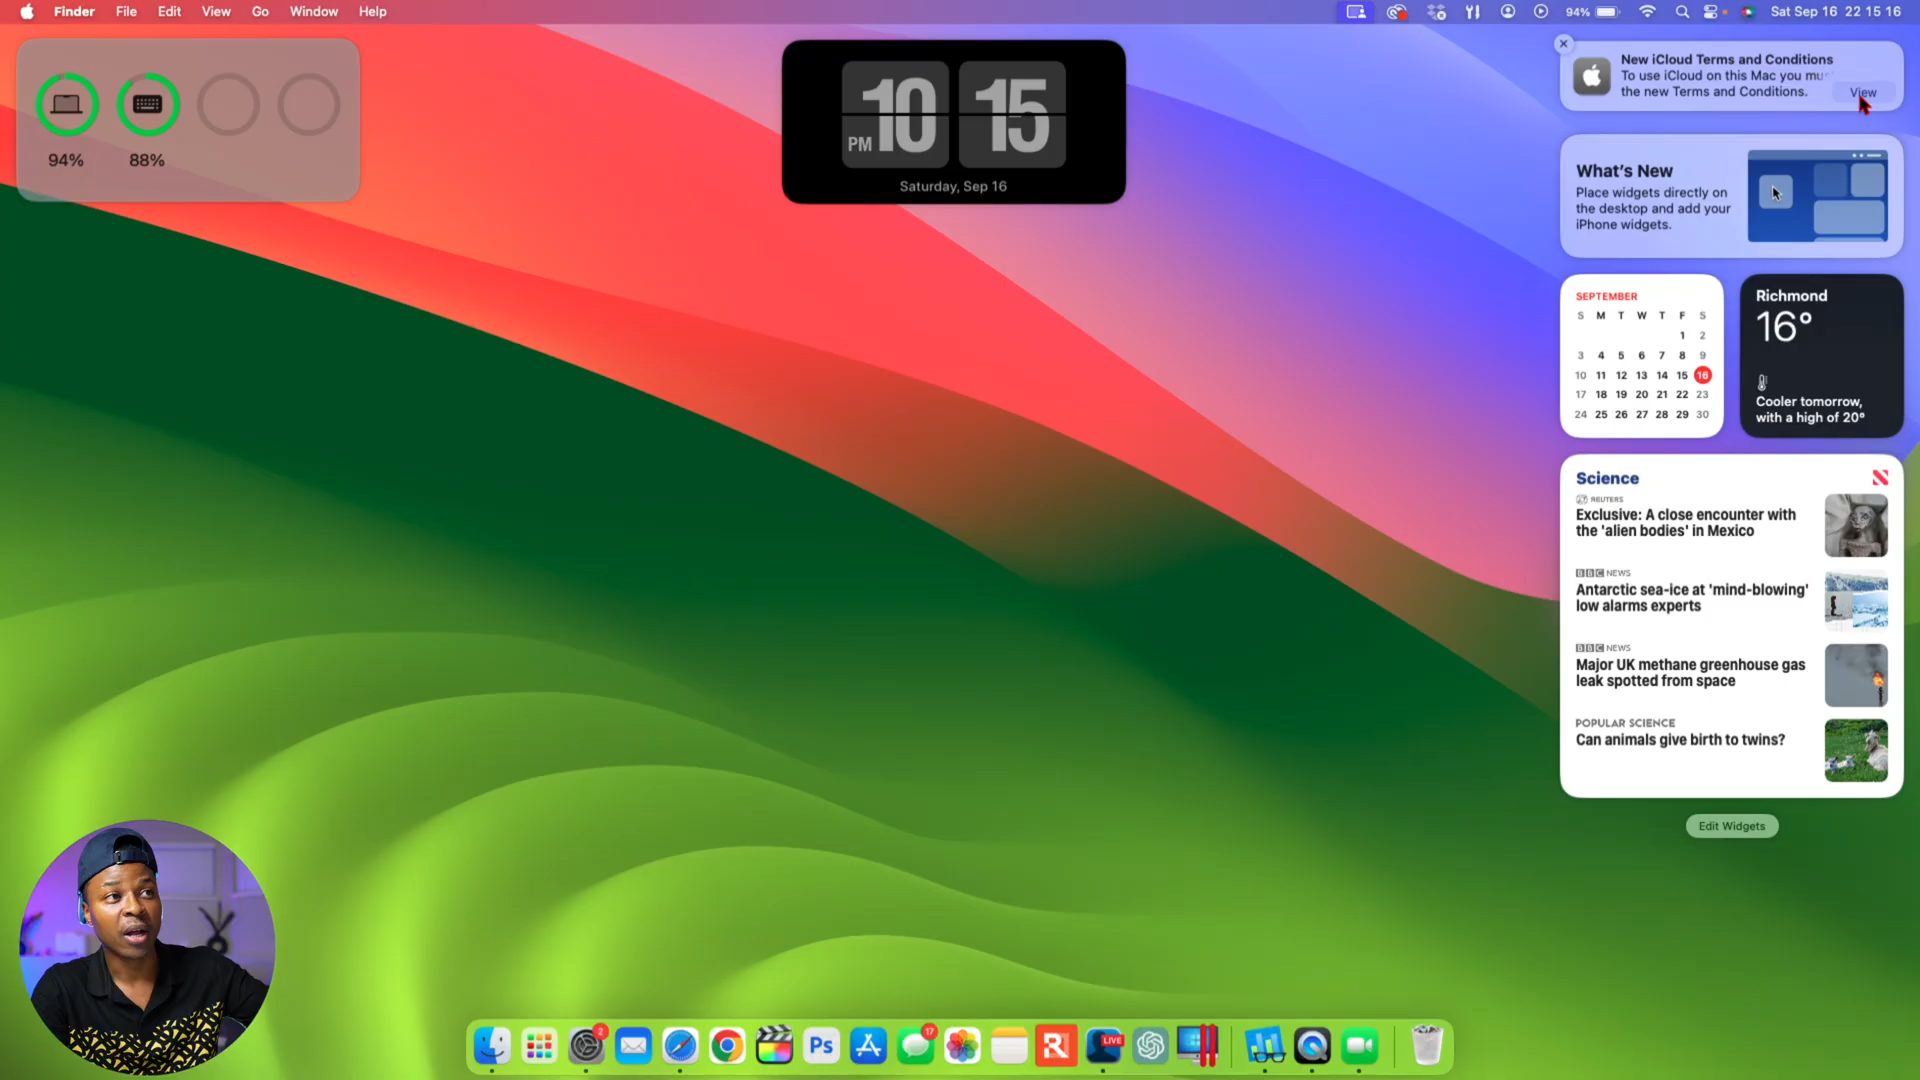 Finder File Edit View Go Window Help
94%
Sat Sep 16 22 15 16
94%
88%
PM 10 15
Saturday, Sep 16
New iCloud Terms and Conditions
To use iCloud on this Mac you mu
the new Terms and Conditions.
View
What's New
Place widgets directly on
the desktop and add your
iPhone widgets.
SEPTEMBER
S M T W T F S
1 2
3 4 5 6 7 8 9
10 11 12 13 14 15 16
17 18 19 20 21 22 23
24 25 26 27 28 29 30
Richmond
16°
Cooler tomorrow,
with a high of 20°
Science
REUTERS
Exclusive: A close encounter with
the 'alien bodies' in Mexico
BBC NEWS
Antarctic sea-ice at 'mind-blowing'
low alarms experts
BBC NEWS
Major UK methane greenhouse gas
leak spotted from space
POPULAR SCIENCE
Can animals give birth to twins?
Edit Widgets
2
Ps
17
R
LIVE